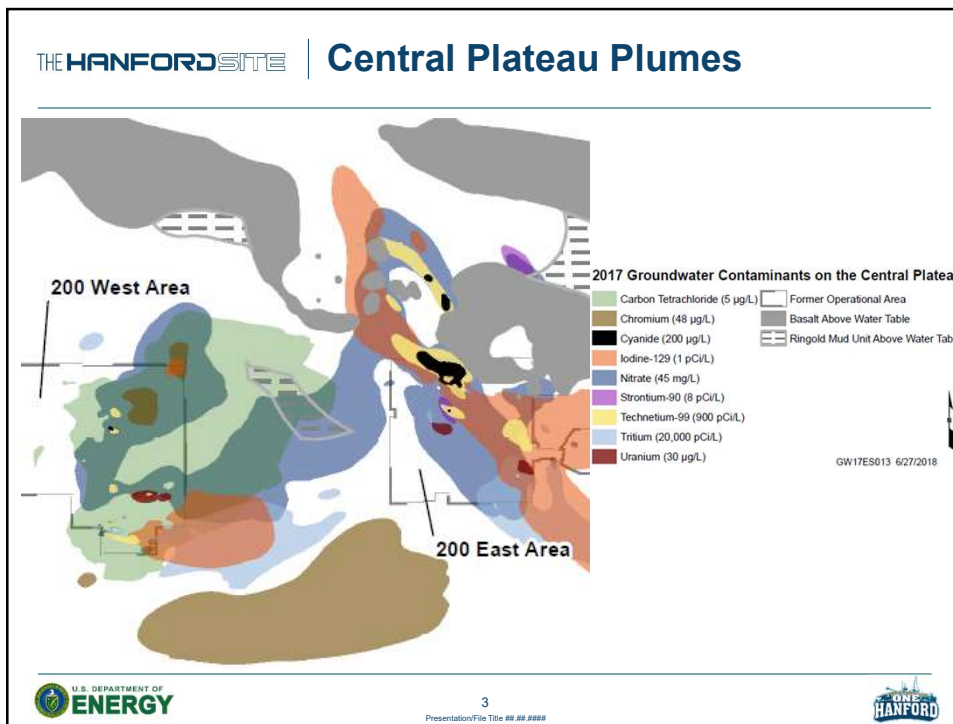 THE HANFORD SITE
Central Plateau Plumes
200 West Area
200 East Area
2017 Groundwater Contaminants on the Central Platea
Carbon Tetrachloride (5 µg/L)
Chromium (48 µg/L)
Cyanide (200 µg/L)
Iodine-129 (1 pCi/L)
Nitrate (45 mg/L)
Strontium-90 (8 pCi/L)
Technetium-99 (900 pCi/L)
Tritium (20,000 pCi/L)
Uranium (30 µg/L)
Former Operational Area
Basalt Above Water Table
Ringold Mud Unit Above Water Tab
GW17ES013 6/27/2018
U.S. DEPARTMENT OF
ENERGY
3
Presentation/File Title ##.##.####
ONE
HANFORD